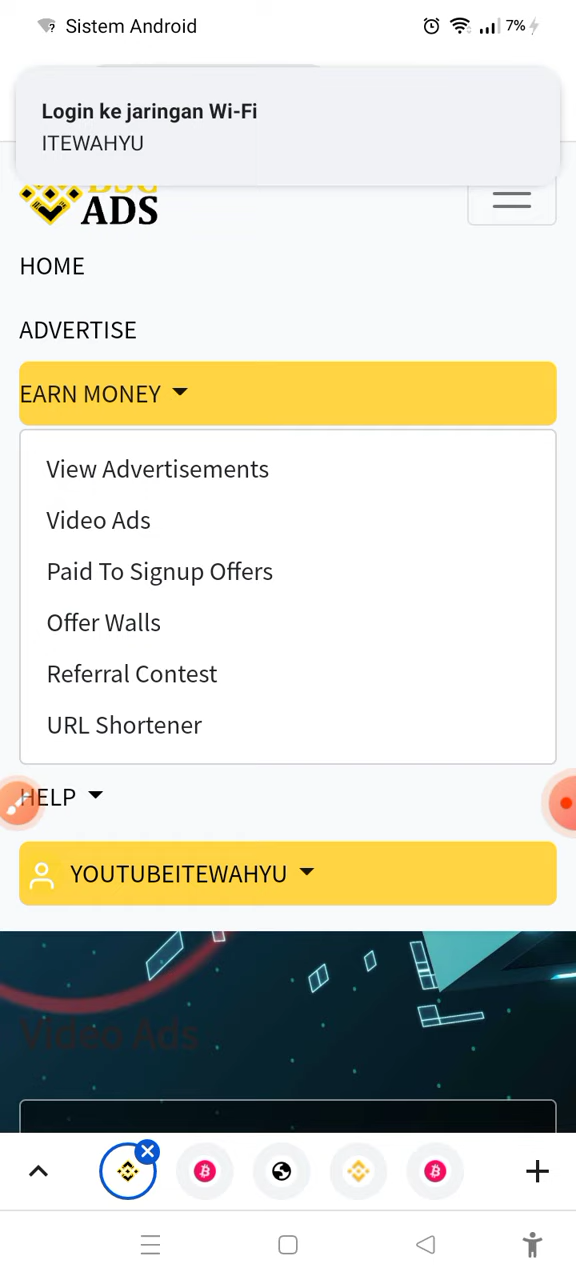 Sistem Android
7%
Login ke jaringan Wi-Fi
ITEWAHYU
BSC
ADS
HOME
ADVERTISE
EARN MONEY
View Advertisements
Video Ads
Paid To Signup Offers
Offer Walls
Referral Contest
URL Shortener
HELP
YOUTUBEITEWAHYU
Video Ads